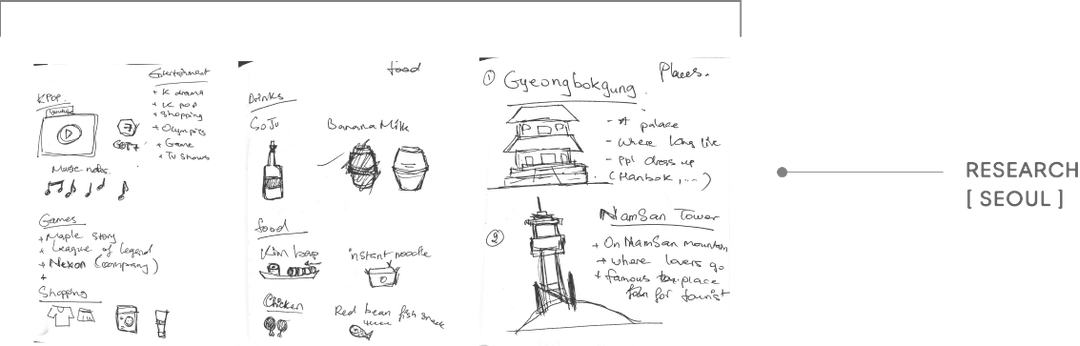 Entertainment
+ K drama
+ K pop
+ Shopping
+ Olympics
+ Game
+ TV shows
KPOP.
7
GOT7
Music notes.
Games
+ Maple story
+ League of legend
+ Nexon (company)
+
Shopping
food
Drinks
SoJu
Banana Milk
food
Kim bap
instant noodle
Chicken
Red bean fish snack
Places.
① Gyeongbokgung.
- palace
- where king live
- ppl dress up
(Hanbok, ...)
② NamSan Tower
+ On NamSan mountain
+ where lovers go
+ famous place
for tourist
RESEARCH
[ SEOUL ]